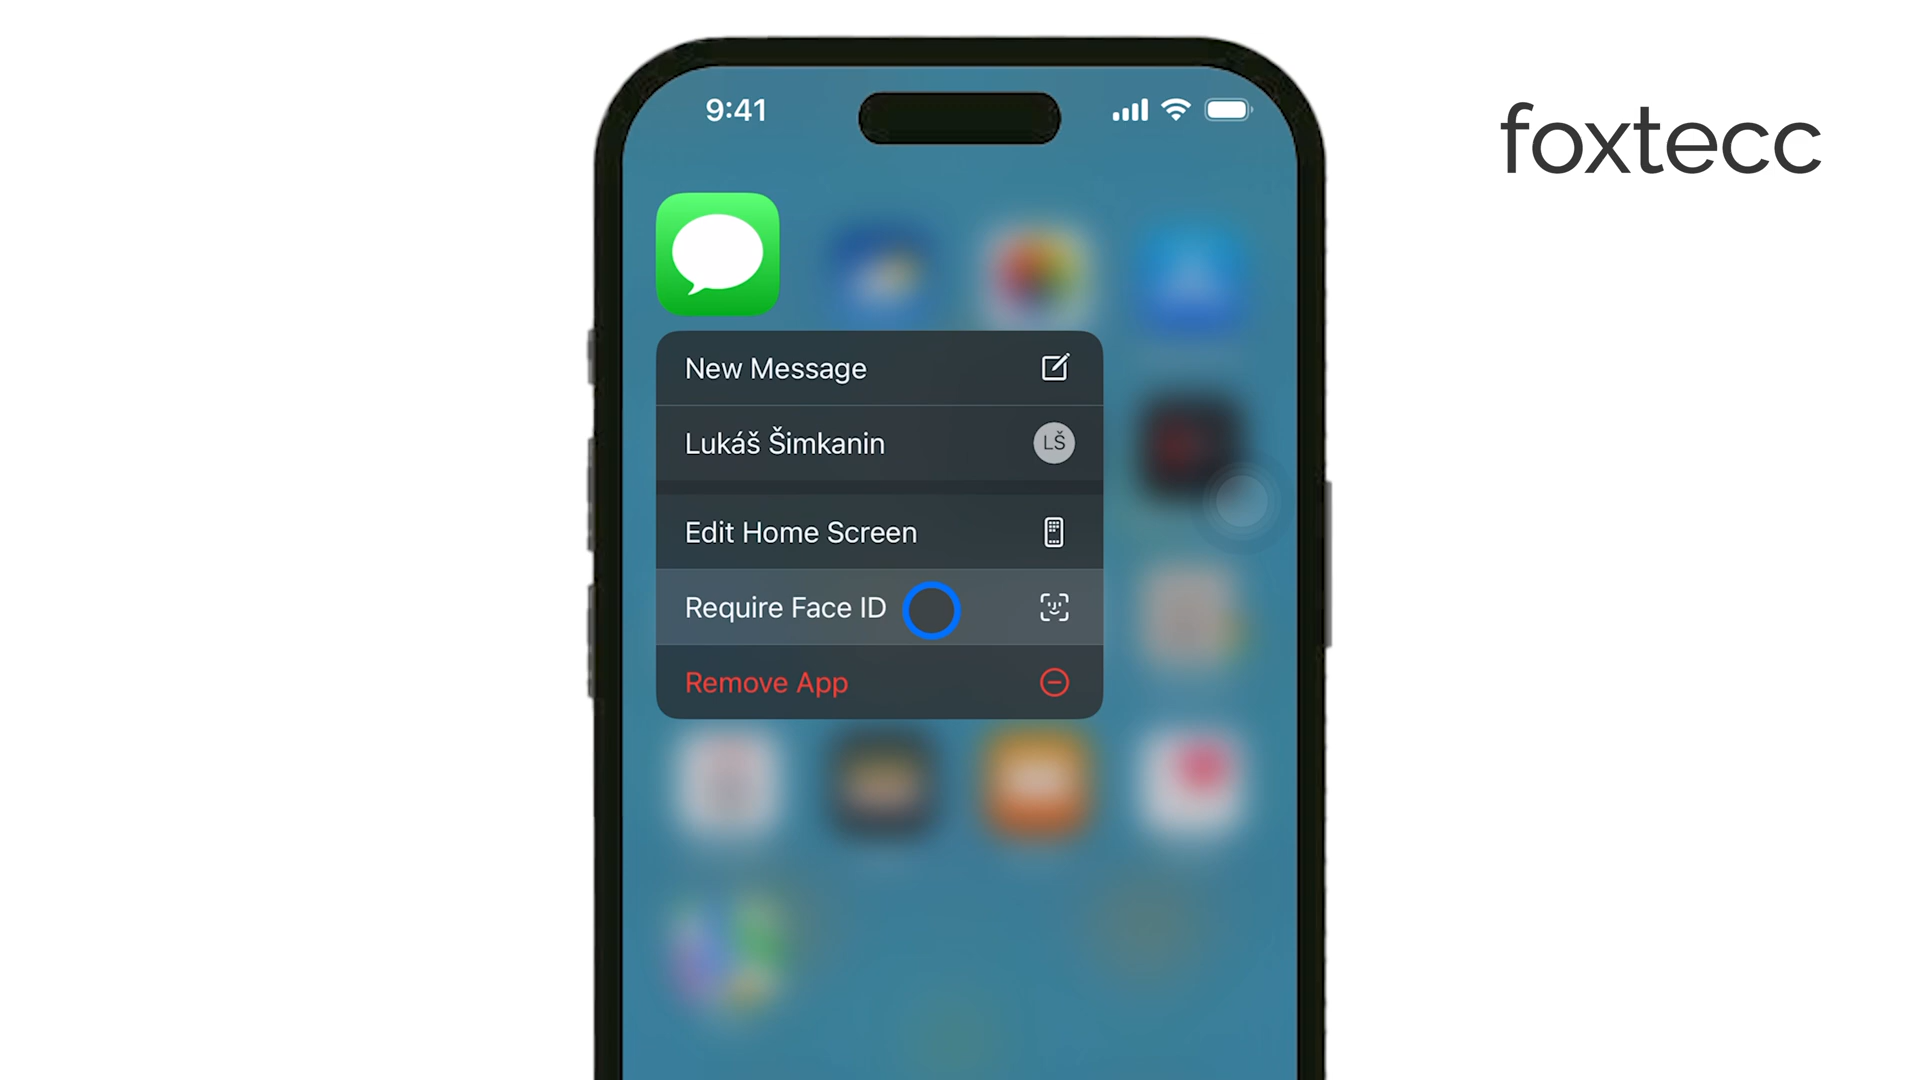 9:41
foxtecc
New Message
Lukáš Šimkanin
LŠ
Edit Home Screen
Require Face ID
Remove App